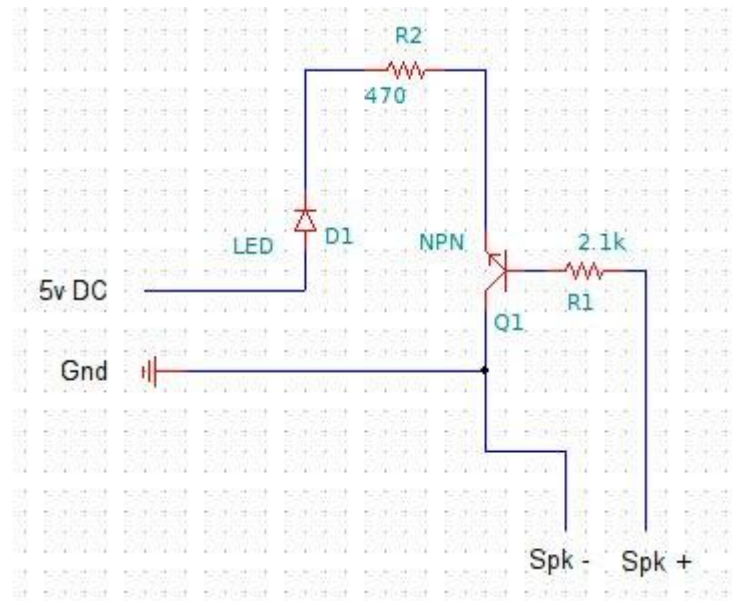 R2
470
LED
D1
NPN
2.1k
5v DC
R1
Q1
Gnd
Spk -
Spk +